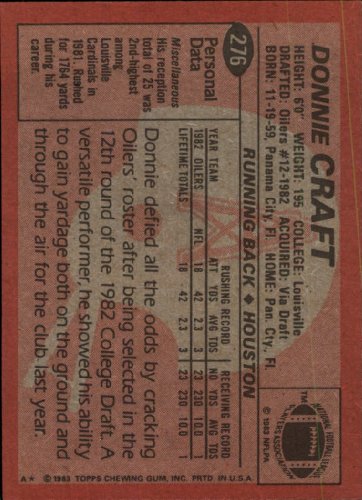 DONNIE CRAFT
HEIGHT: 6'0" WEIGHT: 195 COLLEGE: Louisville
DRAFTED: Oilers #12-1982 ACQUIRED: Via Draft
BORN: 11-19-59, Panama City, Fl HOME: Pan. City, Fl
276
RUNNING BACK ◆ HOUSTON
© 1983 NFLPA
Personal
Data
Miscellaneous
total of 25 was
2nd-highest
among
Louisville
Cardinals in
1981. Rushed
for 1764 yards
during his
career.
RUSHING RECORD RECEIVING RECORD
YEAR TEAM ATT YDS AVG TDS NO YDS AVG TDS
1982 OILERS NFL 18 42 2.3 3 23 230 10.0 1
LIFETIME TOTALS 18 42 2.3 3 23 230 10.0 1
Donnie defied all the odds by cracking
Oilers' roster after being selected in the
12th round of the 1982 College Draft. A
versatile performer, he showed his ability
to gain yardage both on the ground and
through the air for the club last year.
A★ © 1983 TOPPS CHEWING GUM, INC. PRTD IN U.S.A.